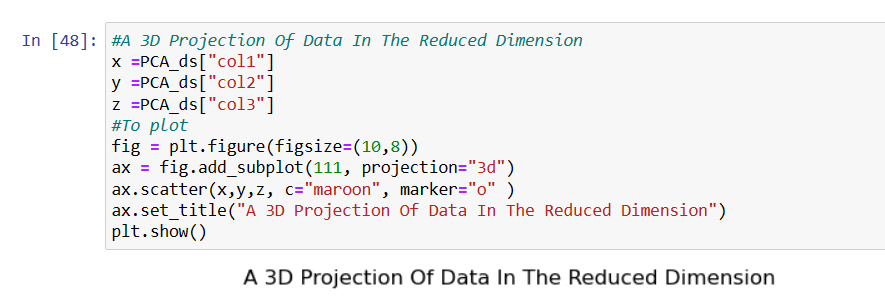 In [48]: #A 3D Projection Of Data In The Reduced Dimension
x =PCA_ds["col1"]
y =PCA_ds["col2"]
z =PCA_ds["col3"]
#To plot
fig = plt.figure(figsize=(10,8))
ax = fig.add_subplot(111, projection="3d")
ax.scatter(x,y,z, c="maroon", marker="o" )
ax.set_title("A 3D Projection Of Data In The Reduced Dimension")
plt.show()
A 3D Projection Of Data In The Reduced Dimension